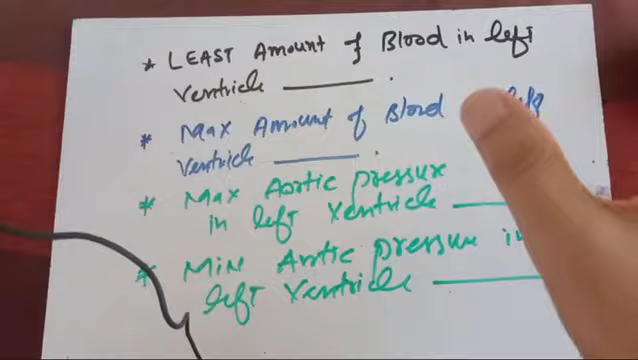 * LEAST Amount of Blood in left
Ventricle ______.
* Max Amount of Blood
Ventricle ______.
* Max Aortic pressure
in left Ventricle ______
* Min Aortic pressure in
left Ventricle ______